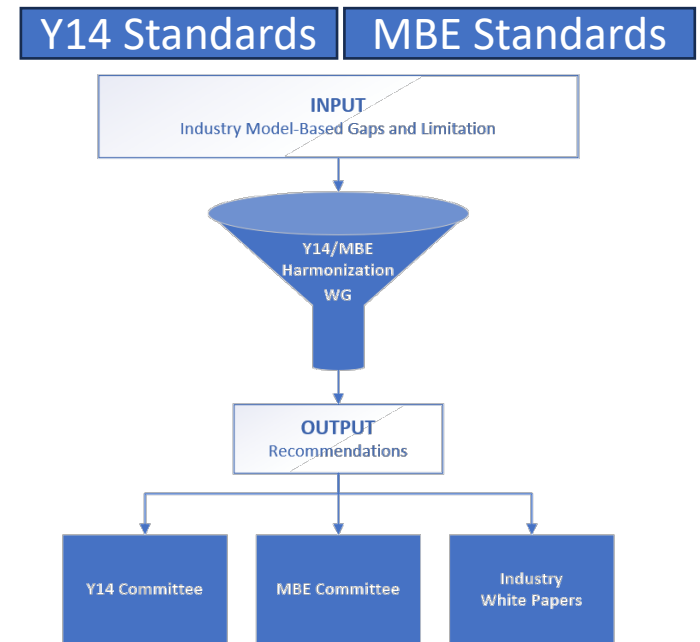 Y14 Standards
MBE Standards
INPUT
Industry Model-Based Gaps and Limitation
Y14/MBE
Harmonization
WG
OUTPUT
Recommendations
Y14 Committee
MBE Committee
Industry
White Papers